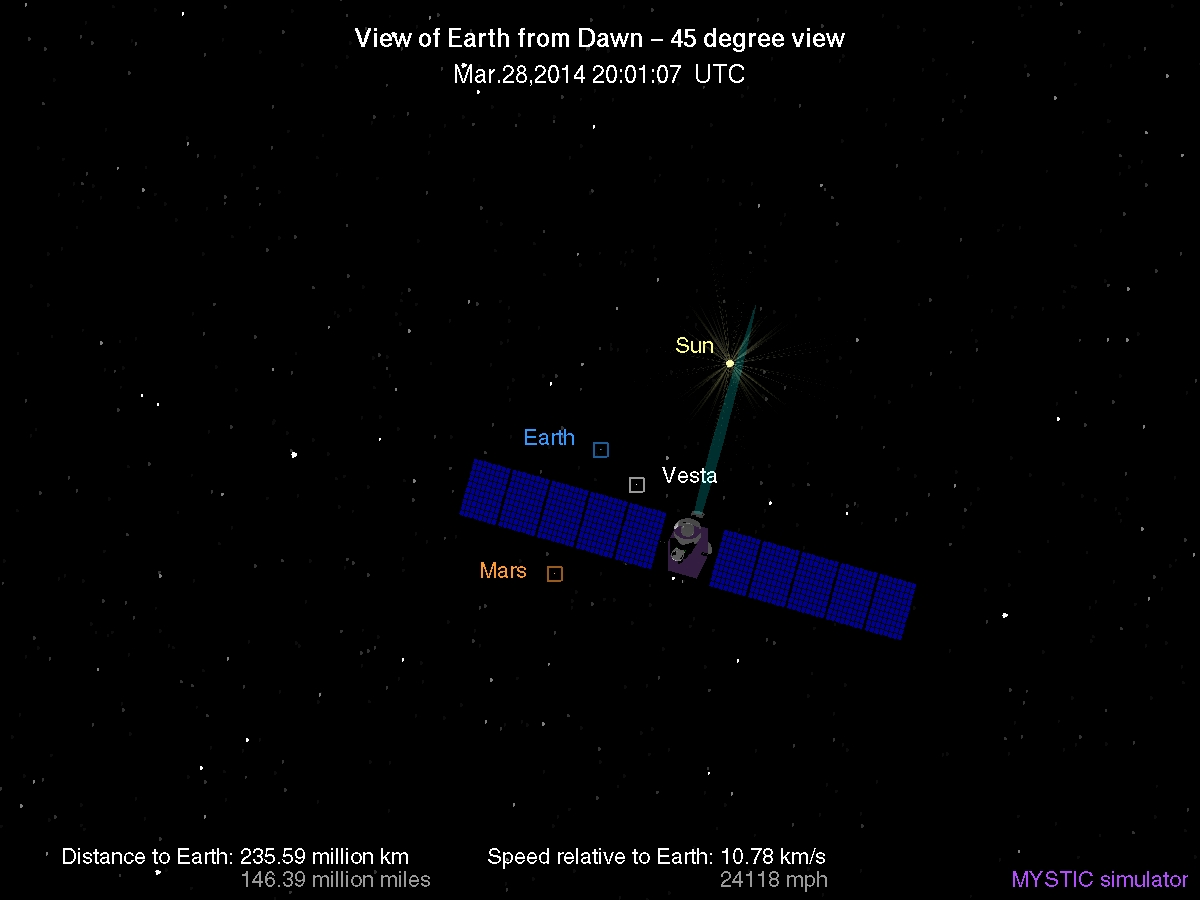 View of Earth from Dawn – 45 degree view
Mar.28,2014 20:01:07 UTC
Sun
Earth
Vesta
Mars
Distance to Earth: 235.59 million km
146.39 million miles
Speed relative to Earth: 10.78 km/s
24118 mph
MYSTIC simulator